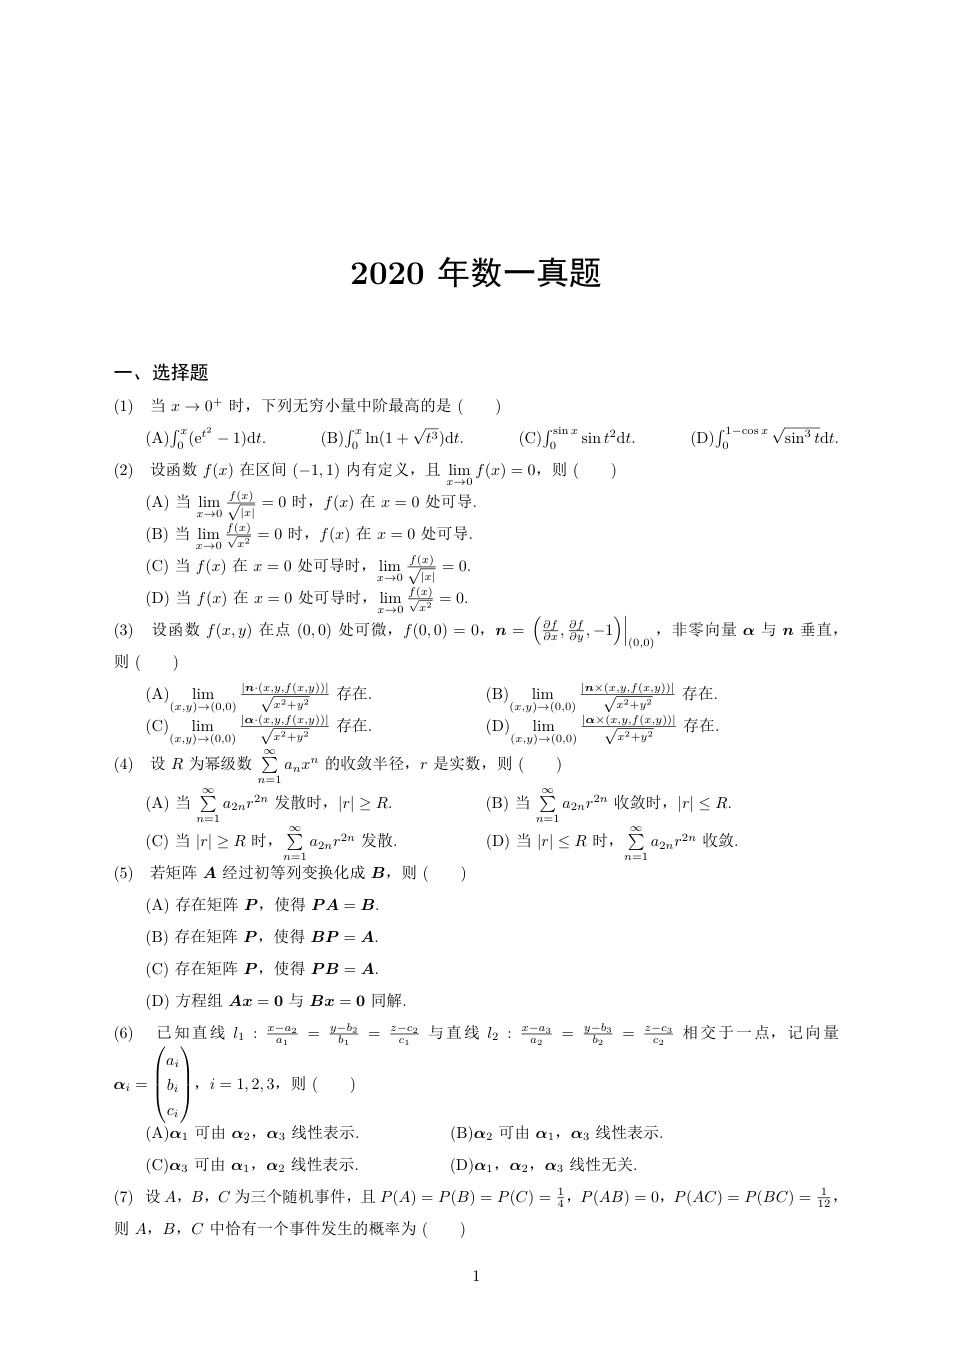 2020 年数一真题
一、选择题
(1) 当 x → 0⁺ 时，下列无穷小量中阶最高的是 (  )
(A)∫₀ˣ(e^{t²} − 1)dt. (B)∫₀ˣ ln(1 + √(t³))dt. (C)∫₀^{sin x} sin t²dt. (D)∫₀^{1−cos x} √(sin³ t)dt.
(2) 设函数 f(x) 在区间 (−1, 1) 内有定义，且 lim_{x→0} f(x) = 0，则 (  )
(A) 当 lim_{x→0} f(x)/√|x| = 0 时，f(x) 在 x = 0 处可导.
(B) 当 lim_{x→0} f(x)/√(x²) = 0 时，f(x) 在 x = 0 处可导.
(C) 当 f(x) 在 x = 0 处可导时，lim_{x→0} f(x)/√|x| = 0.
(D) 当 f(x) 在 x = 0 处可导时，lim_{x→0} f(x)/√(x²) = 0.
(3) 设函数 f(x, y) 在点 (0, 0) 处可微，f(0, 0) = 0，n = (∂f/∂x, ∂f/∂y, −1)|_{(0,0)}，非零向量 α 与 n 垂直，
则 (  )
(A) lim_{(x,y)→(0,0)} |n·(x,y,f(x,y))|/√(x²+y²) 存在. (B) lim_{(x,y)→(0,0)} |n×(x,y,f(x,y))|/√(x²+y²) 存在.
(C) lim_{(x,y)→(0,0)} |α·(x,y,f(x,y))|/√(x²+y²) 存在. (D) lim_{(x,y)→(0,0)} |α×(x,y,f(x,y))|/√(x²+y²) 存在.
(4) 设 R 为幂级数 ∑_{n=1}^{∞} aₙxⁿ 的收敛半径，r 是实数，则 (  )
(A) 当 ∑_{n=1}^{∞} a₂ₙr²ⁿ 发散时，|r| ≥ R. (B) 当 ∑_{n=1}^{∞} a₂ₙr²ⁿ 收敛时，|r| ≤ R.
(C) 当 |r| ≥ R 时，∑_{n=1}^{∞} a₂ₙr²ⁿ 发散. (D) 当 |r| ≤ R 时，∑_{n=1}^{∞} a₂ₙr²ⁿ 收敛.
(5) 若矩阵 A 经过初等列变换化成 B，则 (  )
(A) 存在矩阵 P，使得 PA = B.
(B) 存在矩阵 P，使得 BP = A.
(C) 存在矩阵 P，使得 PB = A.
(D) 方程组 Ax = 0 与 Bx = 0 同解.
(6) 已知直线 l₁ : (x−a₂)/a₁ = (y−b₂)/b₁ = (z−c₂)/c₁ 与直线 l₂ : (x−a₃)/a₂ = (y−b₃)/b₂ = (z−c₃)/c₂ 相交于一点，记向量
αᵢ = (aᵢ bᵢ cᵢ)，i = 1, 2, 3，则 (  )
(A)α₁ 可由 α₂，α₃ 线性表示. (B)α₂ 可由 α₁，α₃ 线性表示.
(C)α₃ 可由 α₁，α₂ 线性表示. (D)α₁，α₂，α₃ 线性无关.
(7) 设 A，B，C 为三个随机事件，且 P(A) = P(B) = P(C) = 1/4，P(AB) = 0，P(AC) = P(BC) = 1/12，
则 A，B，C 中恰有一个事件发生的概率为 (  )
1